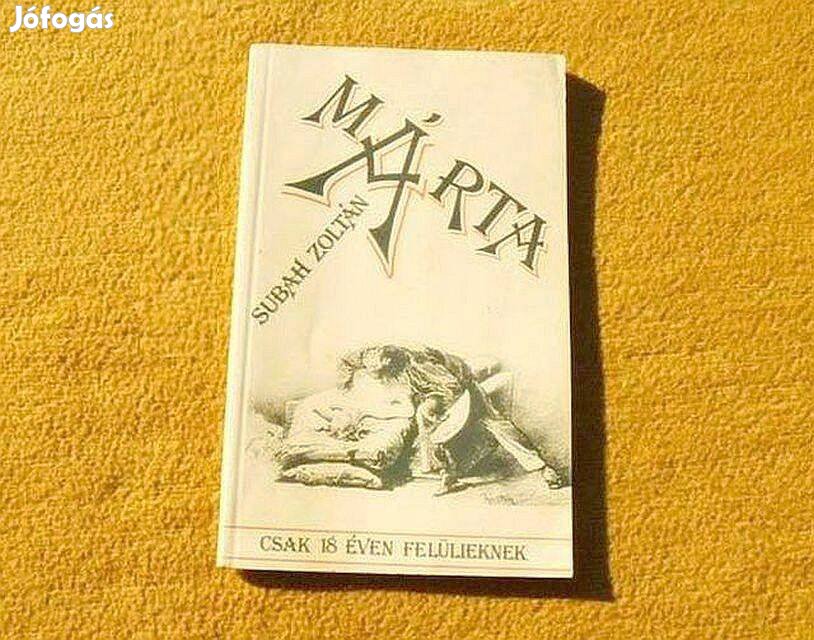 Jófogás
MÁRTA
SUBAH ZOLTÁN
CSAK 18 ÉVEN FELÜLIEKNEK